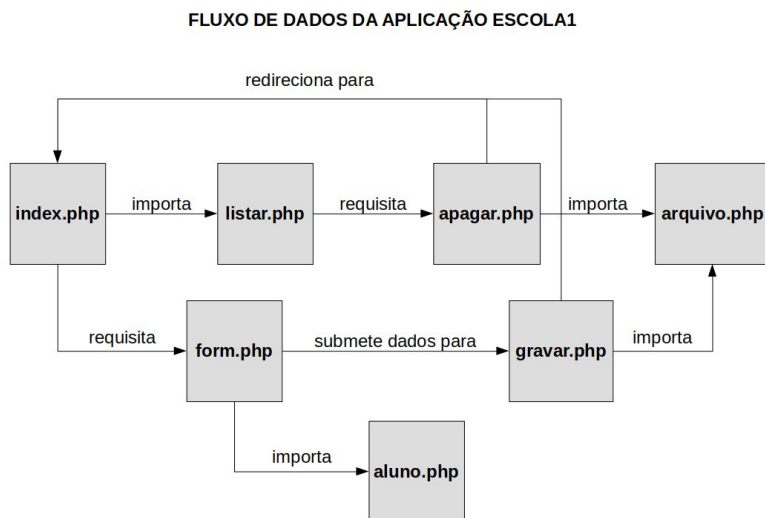 FLUXO DE DADOS DA APLICAÇÃO ESCOLA1
redireciona para
index.php
importa
listar.php
requisita
apagar.php
importa
arquivo.php
requisita
form.php
submete dados para
gravar.php
importa
importa
aluno.php